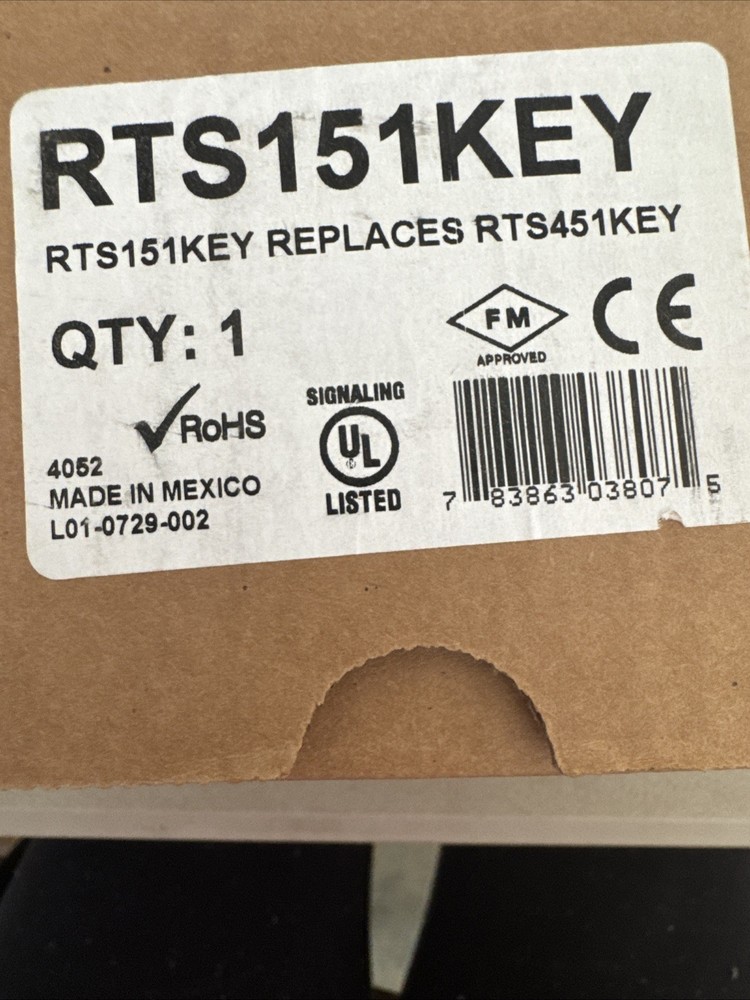 RTS151KEY
RTS151KEY REPLACES RTS451KEY
QTY: 1
FM
APPROVED
CE
RoHS
SIGNALING
UL
LISTED
4052
MADE IN MEXICO
L01-0729-002
7 83863 03807 5